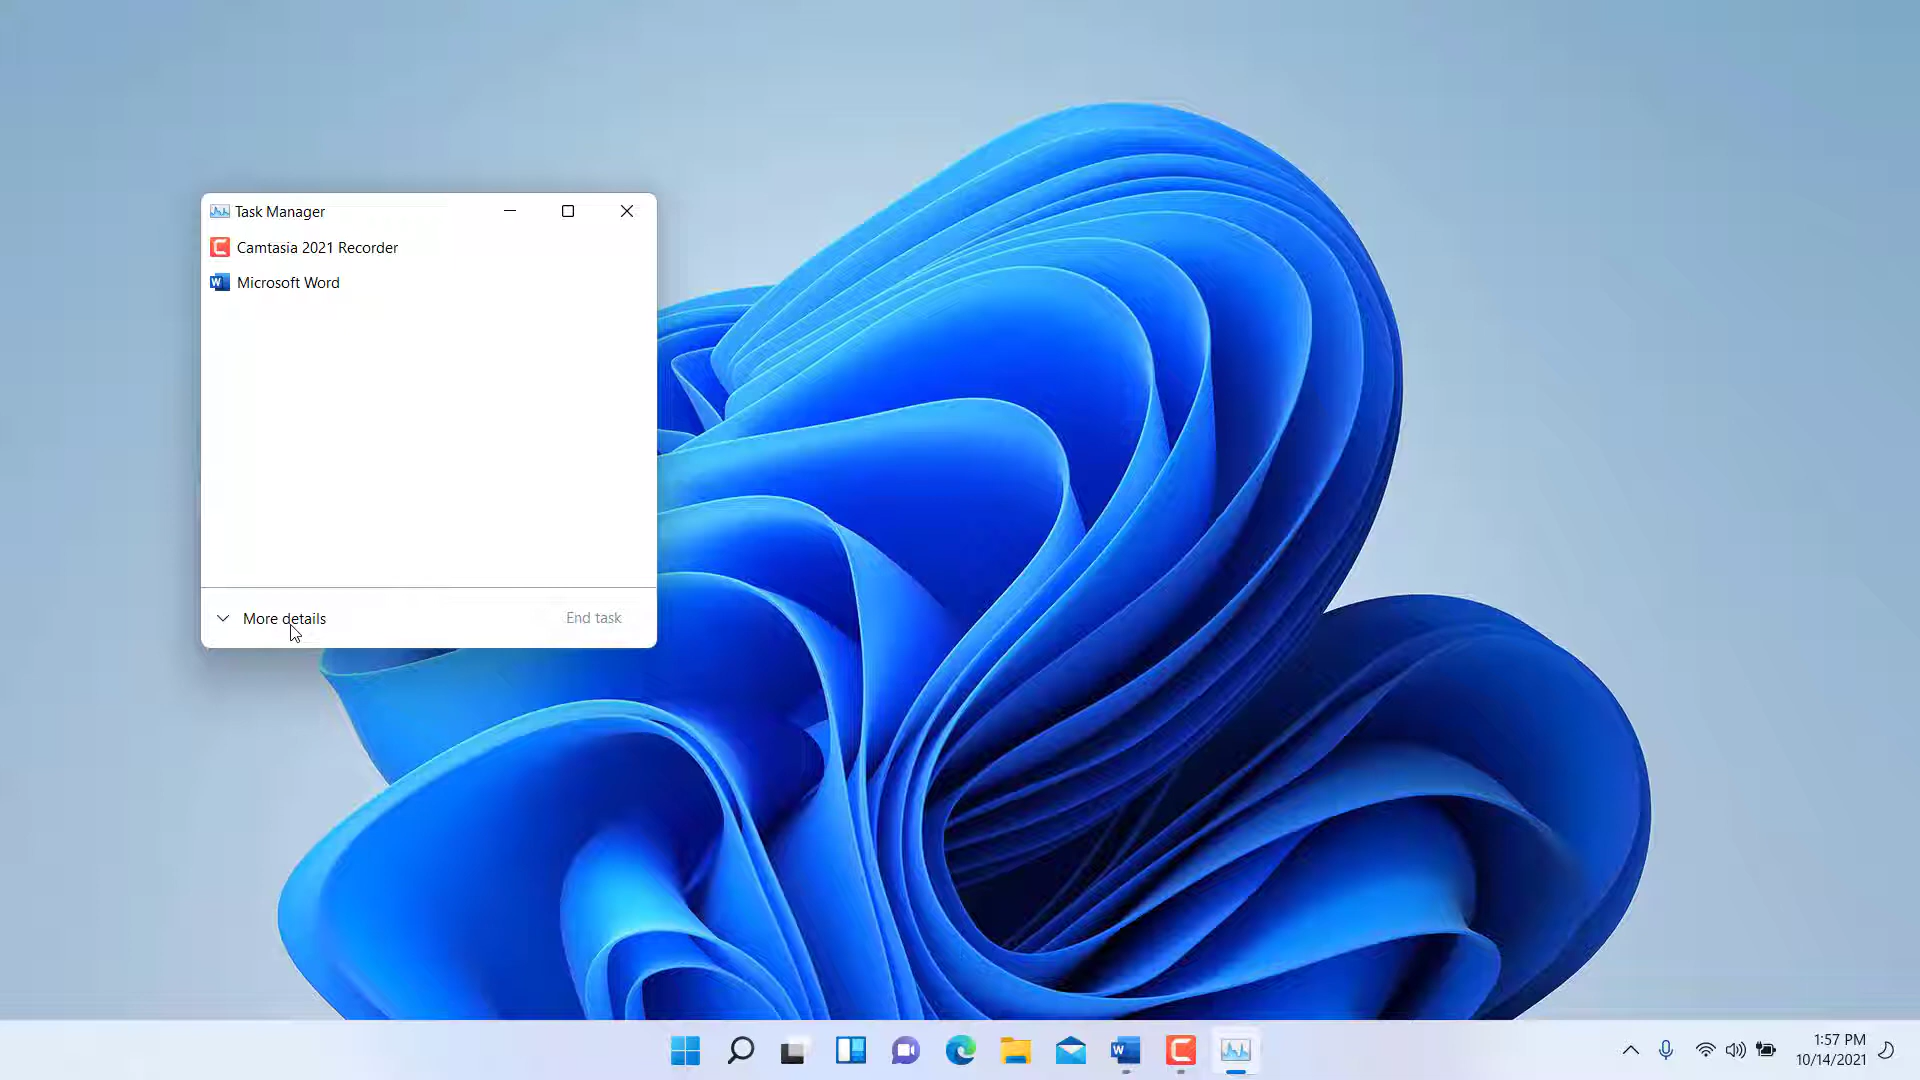 Task Manager
Camtasia 2021 Recorder
Microsoft Word
More details
End task
1:57 PM
10/14/2021